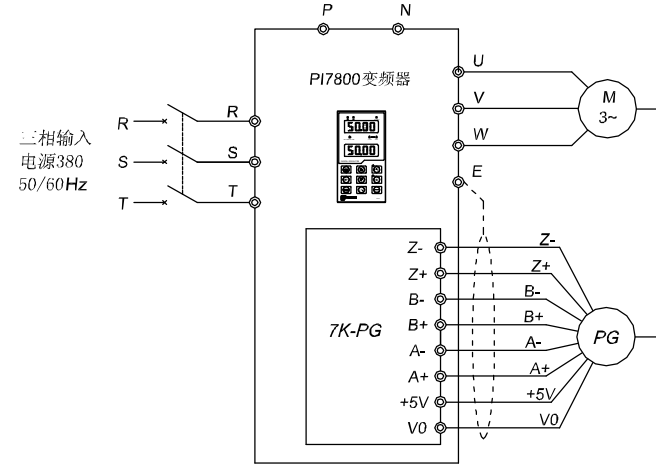 P N
PI7800变频器
U
V
W
E
M
3~
50.00
50.00
三相输入
电源380
50/60Hz
R R
S S
T T
7K-PG
Z- Z-
Z+ Z+
B- B-
B+ B+
A- A-
A+ A+
+5V +5V
V0 V0
PG